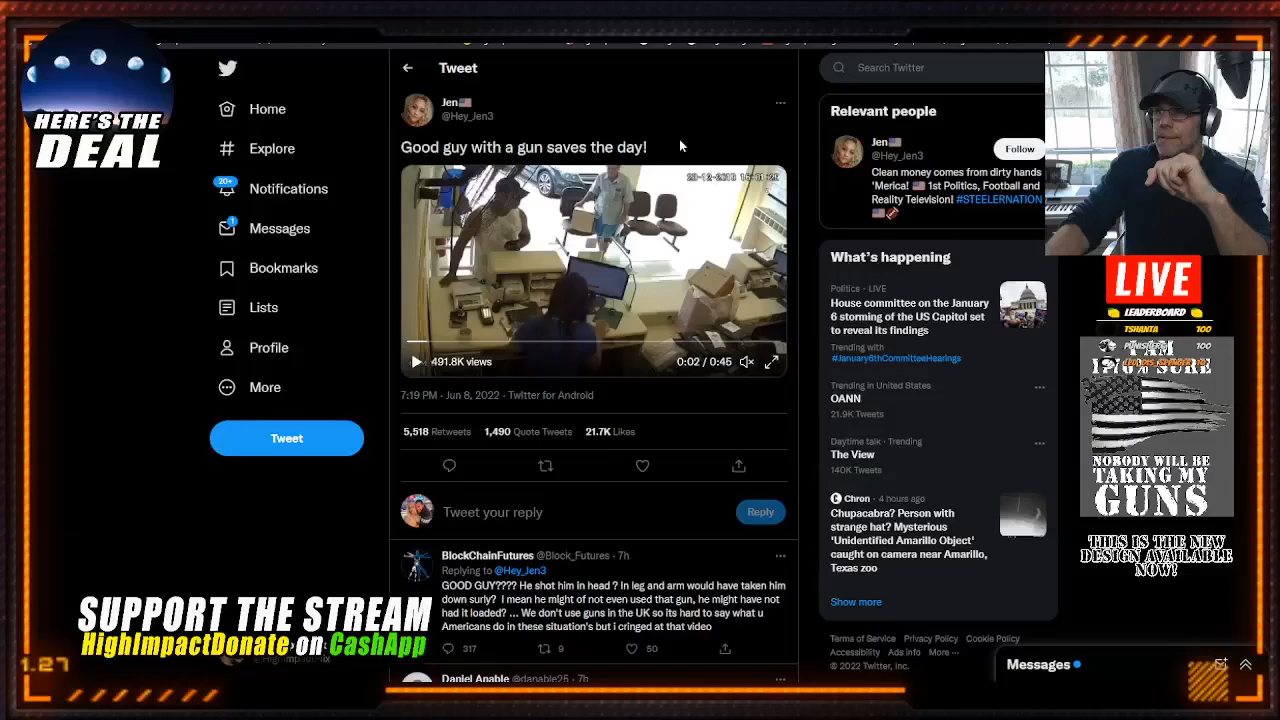 HERE'S THE
DEAL
Home
Explore
20+
Notifications
1
Messages
Bookmarks
Lists
Profile
More
Tweet
Tweet
Jen
@Hey_Jen3
Good guy with a gun saves the day!
491.8K views
0:02 / 0:45
7:19 PM · Jun 8, 2022 · Twitter for Android
5,518 Retweets 1,490 Quote Tweets 21.7K Likes
Tweet your reply
Reply
BlockChainFutures @Block_Futures · 7h
Replying to @Hey_Jen3
GOOD GUY???? He shot him in head ? In leg and arm would have taken him
down surly? I mean he might of not even used that gun, he might have not
had it loaded? ... We don't use guns in the UK so its hard to say what u
Americans do in these situation's but i cringed at that video
317 9 50
Daniel Anable @danable25 · 7h
Search Twitter
Relevant people
Jen
@Hey_Jen3
Follow
Clean money comes from dirty hands
'Merica! 1st Politics, Football and
Reality Television! #STEELERNATION
What's happening
Politics · LIVE
House committee on the January
6 storming of the US Capitol set
to reveal its findings
Trending with
#January6thCommitteeHearings
Trending in United States
OANN
21.9K Tweets
Daytime talk · Trending
The View
140K Tweets
Chron · 4 hours ago
Chupacabra? Person with
strange hat? Mysterious
'Unidentified Amarillo Object'
caught on camera near Amarillo,
Texas zoo
Show more
Terms of Service Privacy Policy Cookie Policy
Accessibility Ads info More ···
© 2022 Twitter, Inc.
Messages
LIVE
LEADERBOARD
TSHANTA 100
100
NOBODY WILL BE
TAKING MY
GUNS
THIS IS THE NEW
DESIGN AVAILABLE
NOW!
SUPPORT THE STREAM
HighImpactDonate on CashApp
1.27